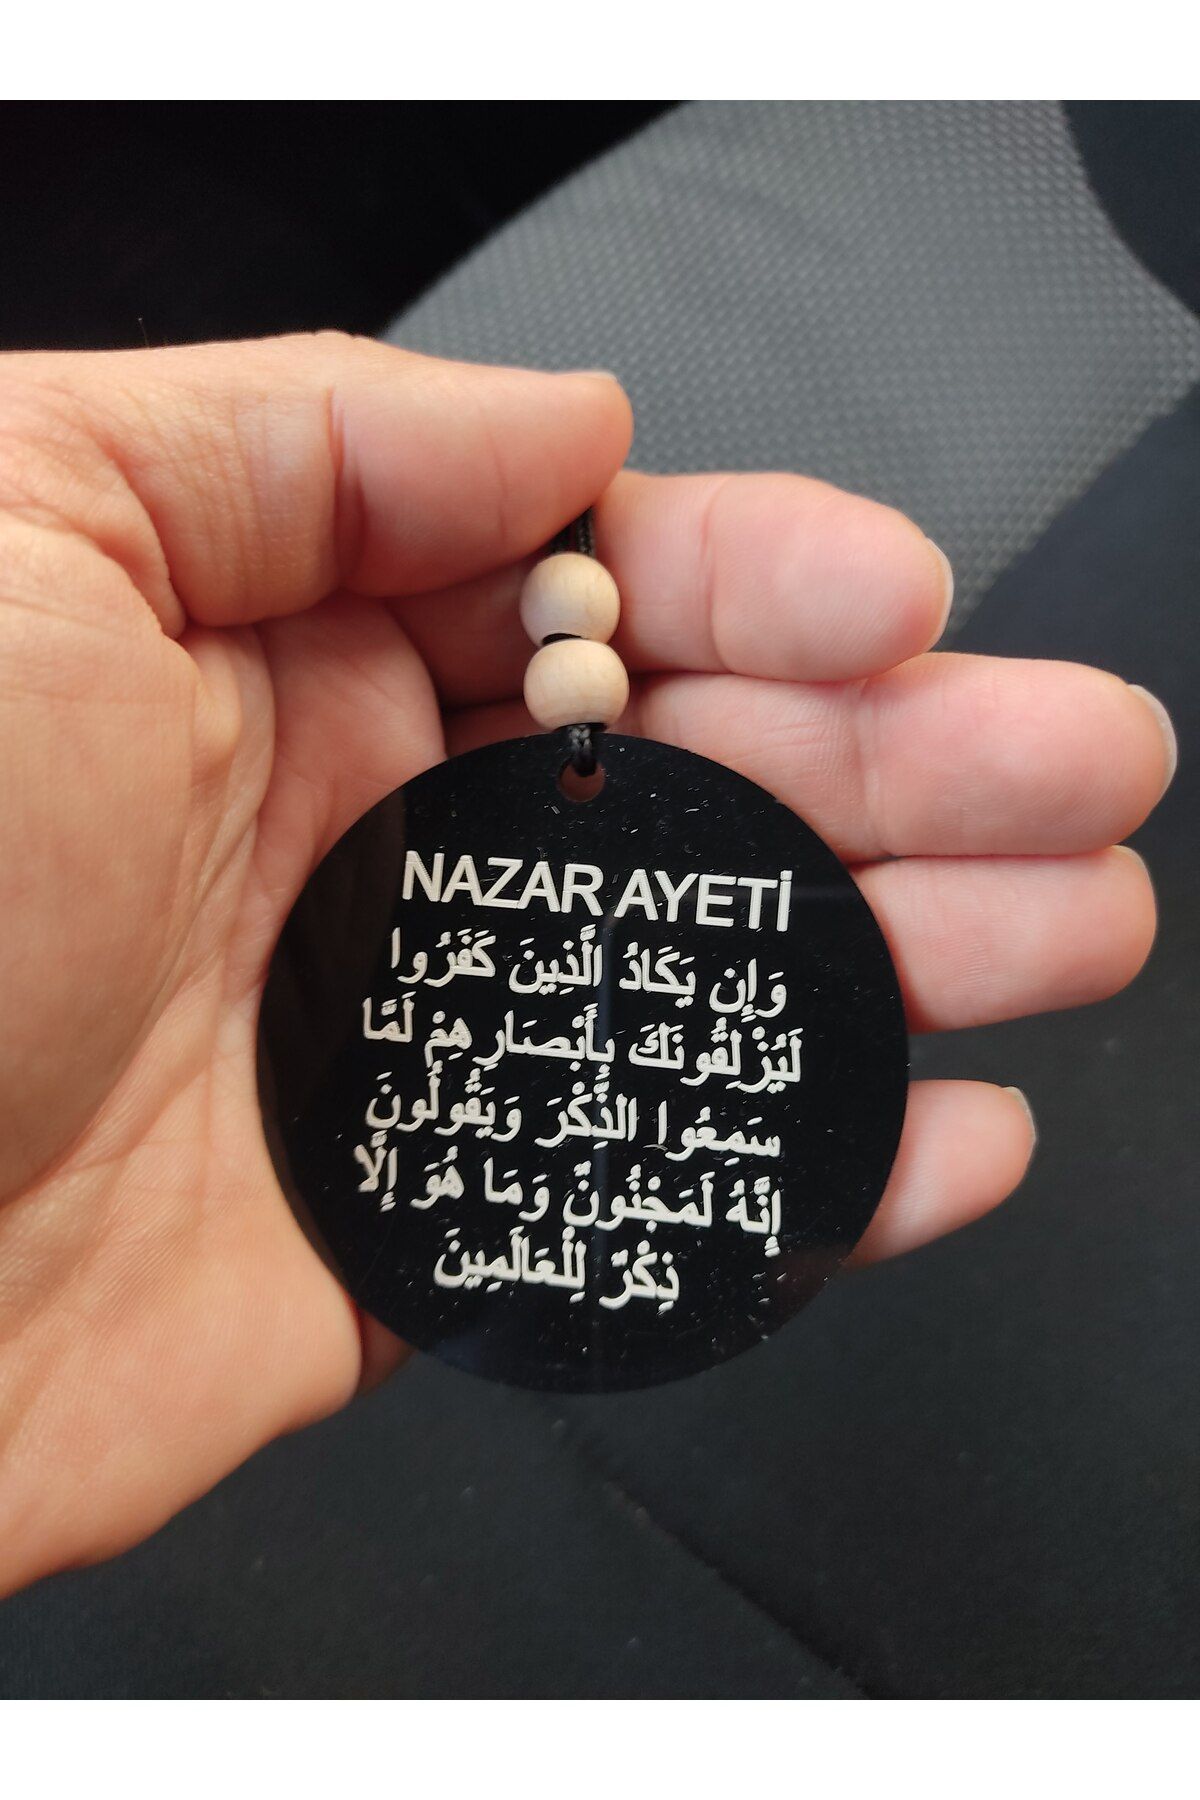 NAZAR AYETİ
وَإِن يَكَادُ الَّذِينَ كَفَرُوا
لَيُزْلِقُونَكَ بِأَبْصَارِهِمْ لَمَّا
سَمِعُوا الذِّكْرَ وَيَقُولُونَ
إِنَّهُ لَمَجْنُونٌ وَمَا هُوَ إِلَّا
ذِكْرٌ لِلْعَالَمِينَ